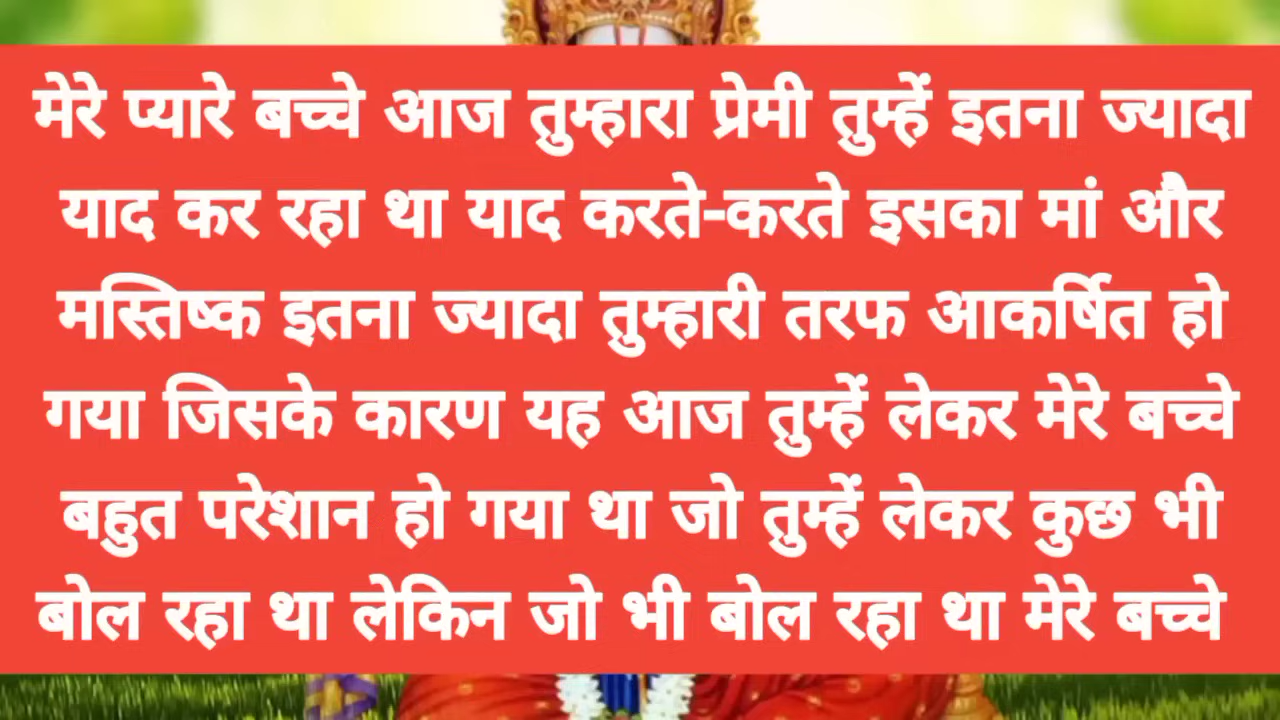 मेरे प्यारे बच्चे आज तुम्हारा प्रेमी तुम्हें इतना ज्यादा
याद कर रहा था याद करते-करते इसका मां और
मस्तिष्क इतना ज्यादा तुम्हारी तरफ आकर्षित हो
गया जिसके कारण यह आज तुम्हें लेकर मेरे बच्चे
बहुत परेशान हो गया था जो तुम्हें लेकर कुछ भी
बोल रहा था लेकिन जो भी बोल रहा था मेरे बच्चे